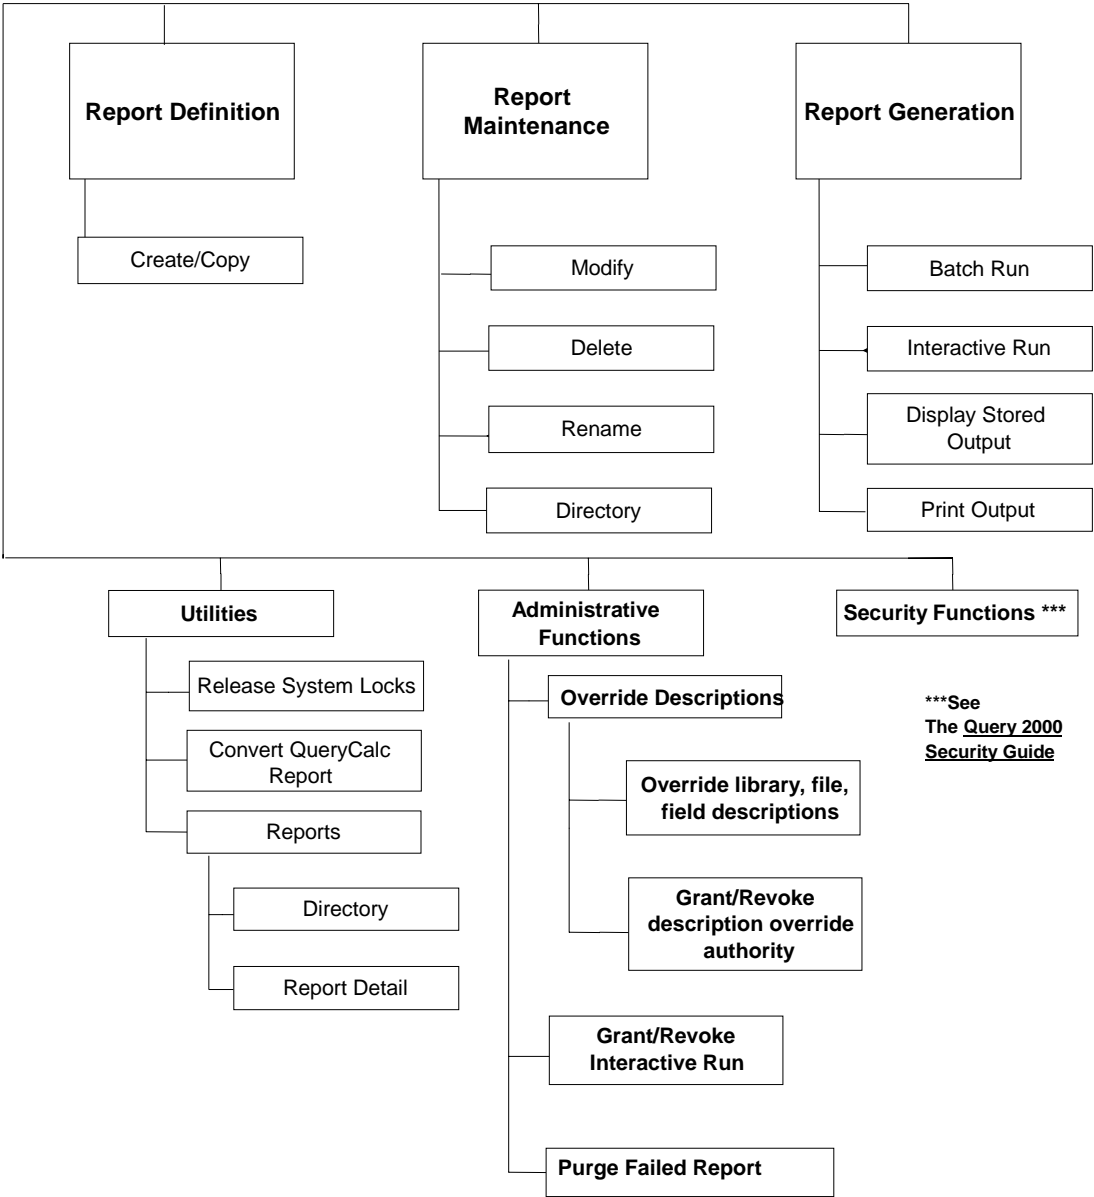 Report Definition
Report
Maintenance
Report Generation
Create/Copy
Modify
Delete
Rename
Directory
Batch Run
Interactive Run
Display Stored
Output
Print Output
Utilities
Release System Locks
Convert QueryCalc
Report
Reports
Directory
Report Detail
Administrative
Functions
Override Descriptions
Override library, file,
field descriptions
Grant/Revoke
description override
authority
Grant/Revoke
Interactive Run
Purge Failed Report
Security Functions ***
***See
The Query 2000
Security Guide